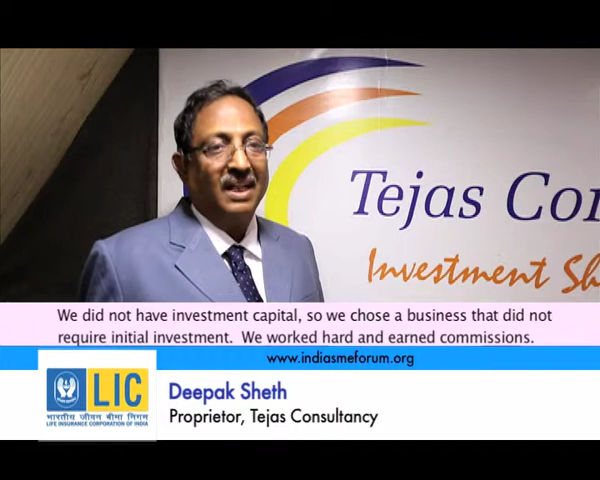 Tejas Con
Investment Sh
We did not have investment capital, so we chose a business that did not
require initial investment. We worked hard and earned commissions.
www.indiasmeforum.org
LIC
भारतीय जीवन बीमा निगम
LIFE INSURANCE CORPORATION OF INDIA
Deepak Sheth
Proprietor, Tejas Consultancy